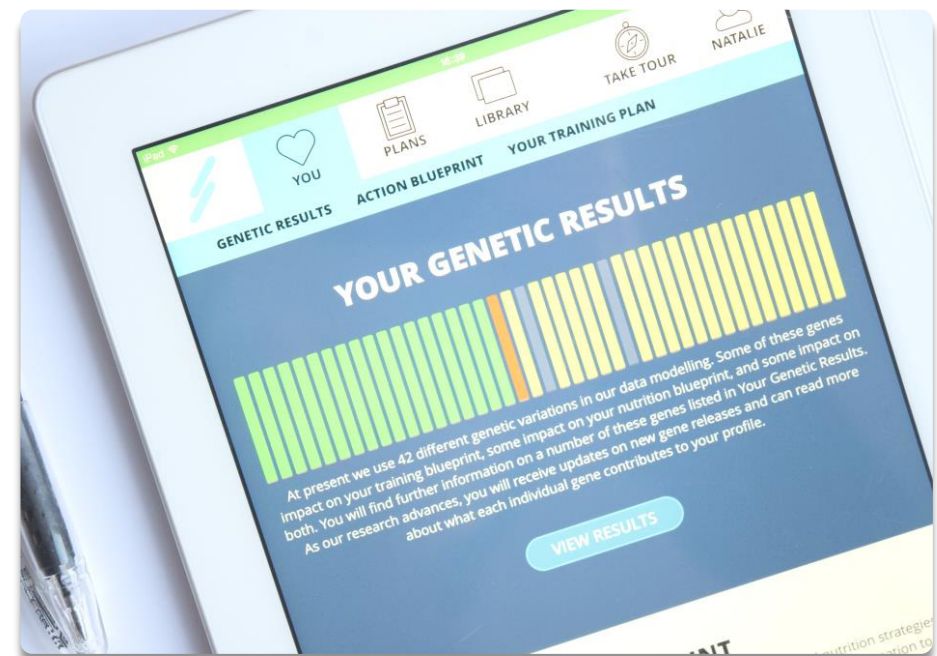 iPad
16:39
YOU
PLANS
LIBRARY
TAKE TOUR
NATALIE
GENETIC RESULTS
ACTION BLUEPRINT
YOUR TRAINING PLAN
YOUR GENETIC RESULTS
At present we use 42 different genetic variations in our data modelling. Some of these genes
impact on your training blueprint, some impact on your nutrition blueprint, and some impact on
both. You will find further information on a number of these genes listed in Your Genetic Results.
As our research advances, you will receive updates on new gene releases and can read more
about what each individual gene contributes to your profile.
VIEW RESULTS
nutrition strategies